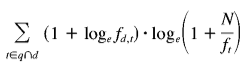 ∑_{t∈q∩d} (1 + log_e f_{d,t}) · log_e(1 + N/f_t)